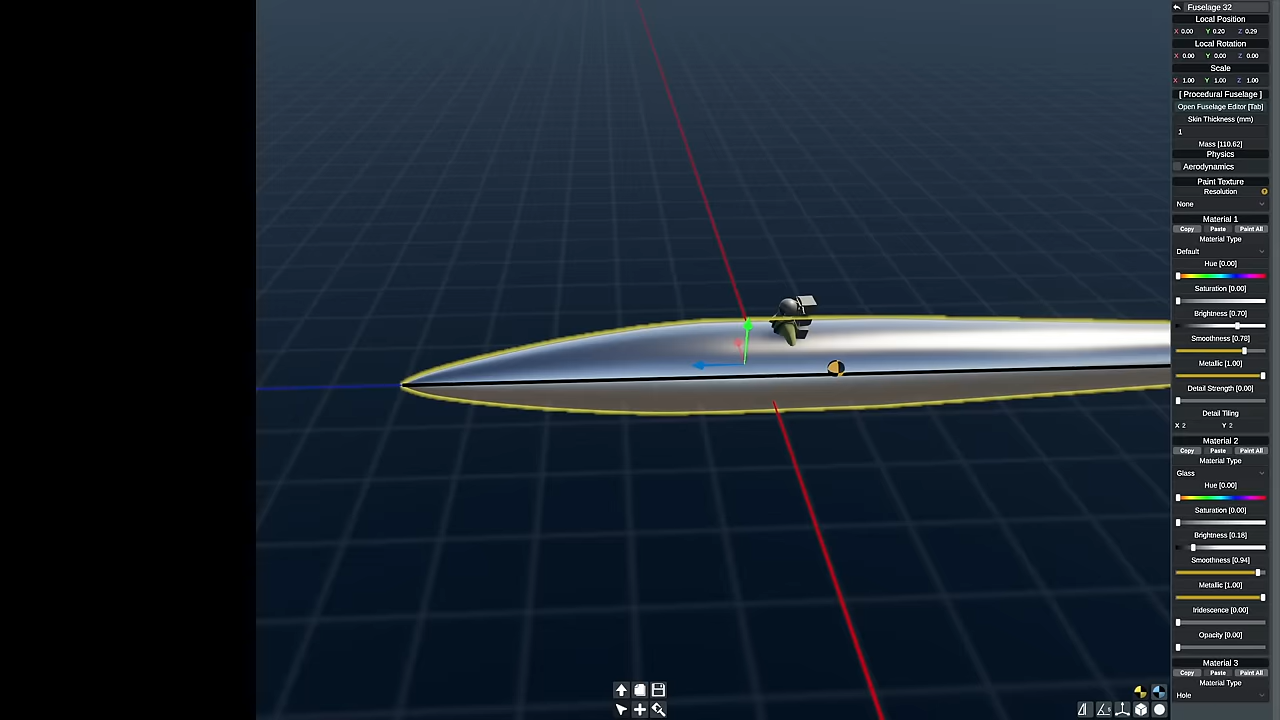 Fuselage 32
Local Position
X 0.00 Y 0.20 Z 0.29
Local Rotation
X 0.00 Y 0.00 Z 0.00
Scale
X 1.00 Y 1.00 Z 1.00
[ Procedural Fuselage ]
Open Fuselage Editor [Tab]
Skin Thickness (mm)
1
Mass [110.62]
Physics
Aerodynamics
Paint Texture
Resolution
None
Material 1
Copy Paste Paint All
Material Type
Default
Hue [0.00]
Saturation [0.00]
Brightness [0.70]
Smoothness [0.78]
Metallic [1.00]
Detail Strength [0.00]
Detail Tiling
X 2 Y 2
Material 2
Copy Paste Paint All
Material Type
Glass
Hue [0.00]
Saturation [0.00]
Brightness [0.18]
Smoothness [0.94]
Metallic [1.00]
Iridescence [0.00]
Opacity [0.00]
Material 3
Copy Paste Paint All
Material Type
Hole